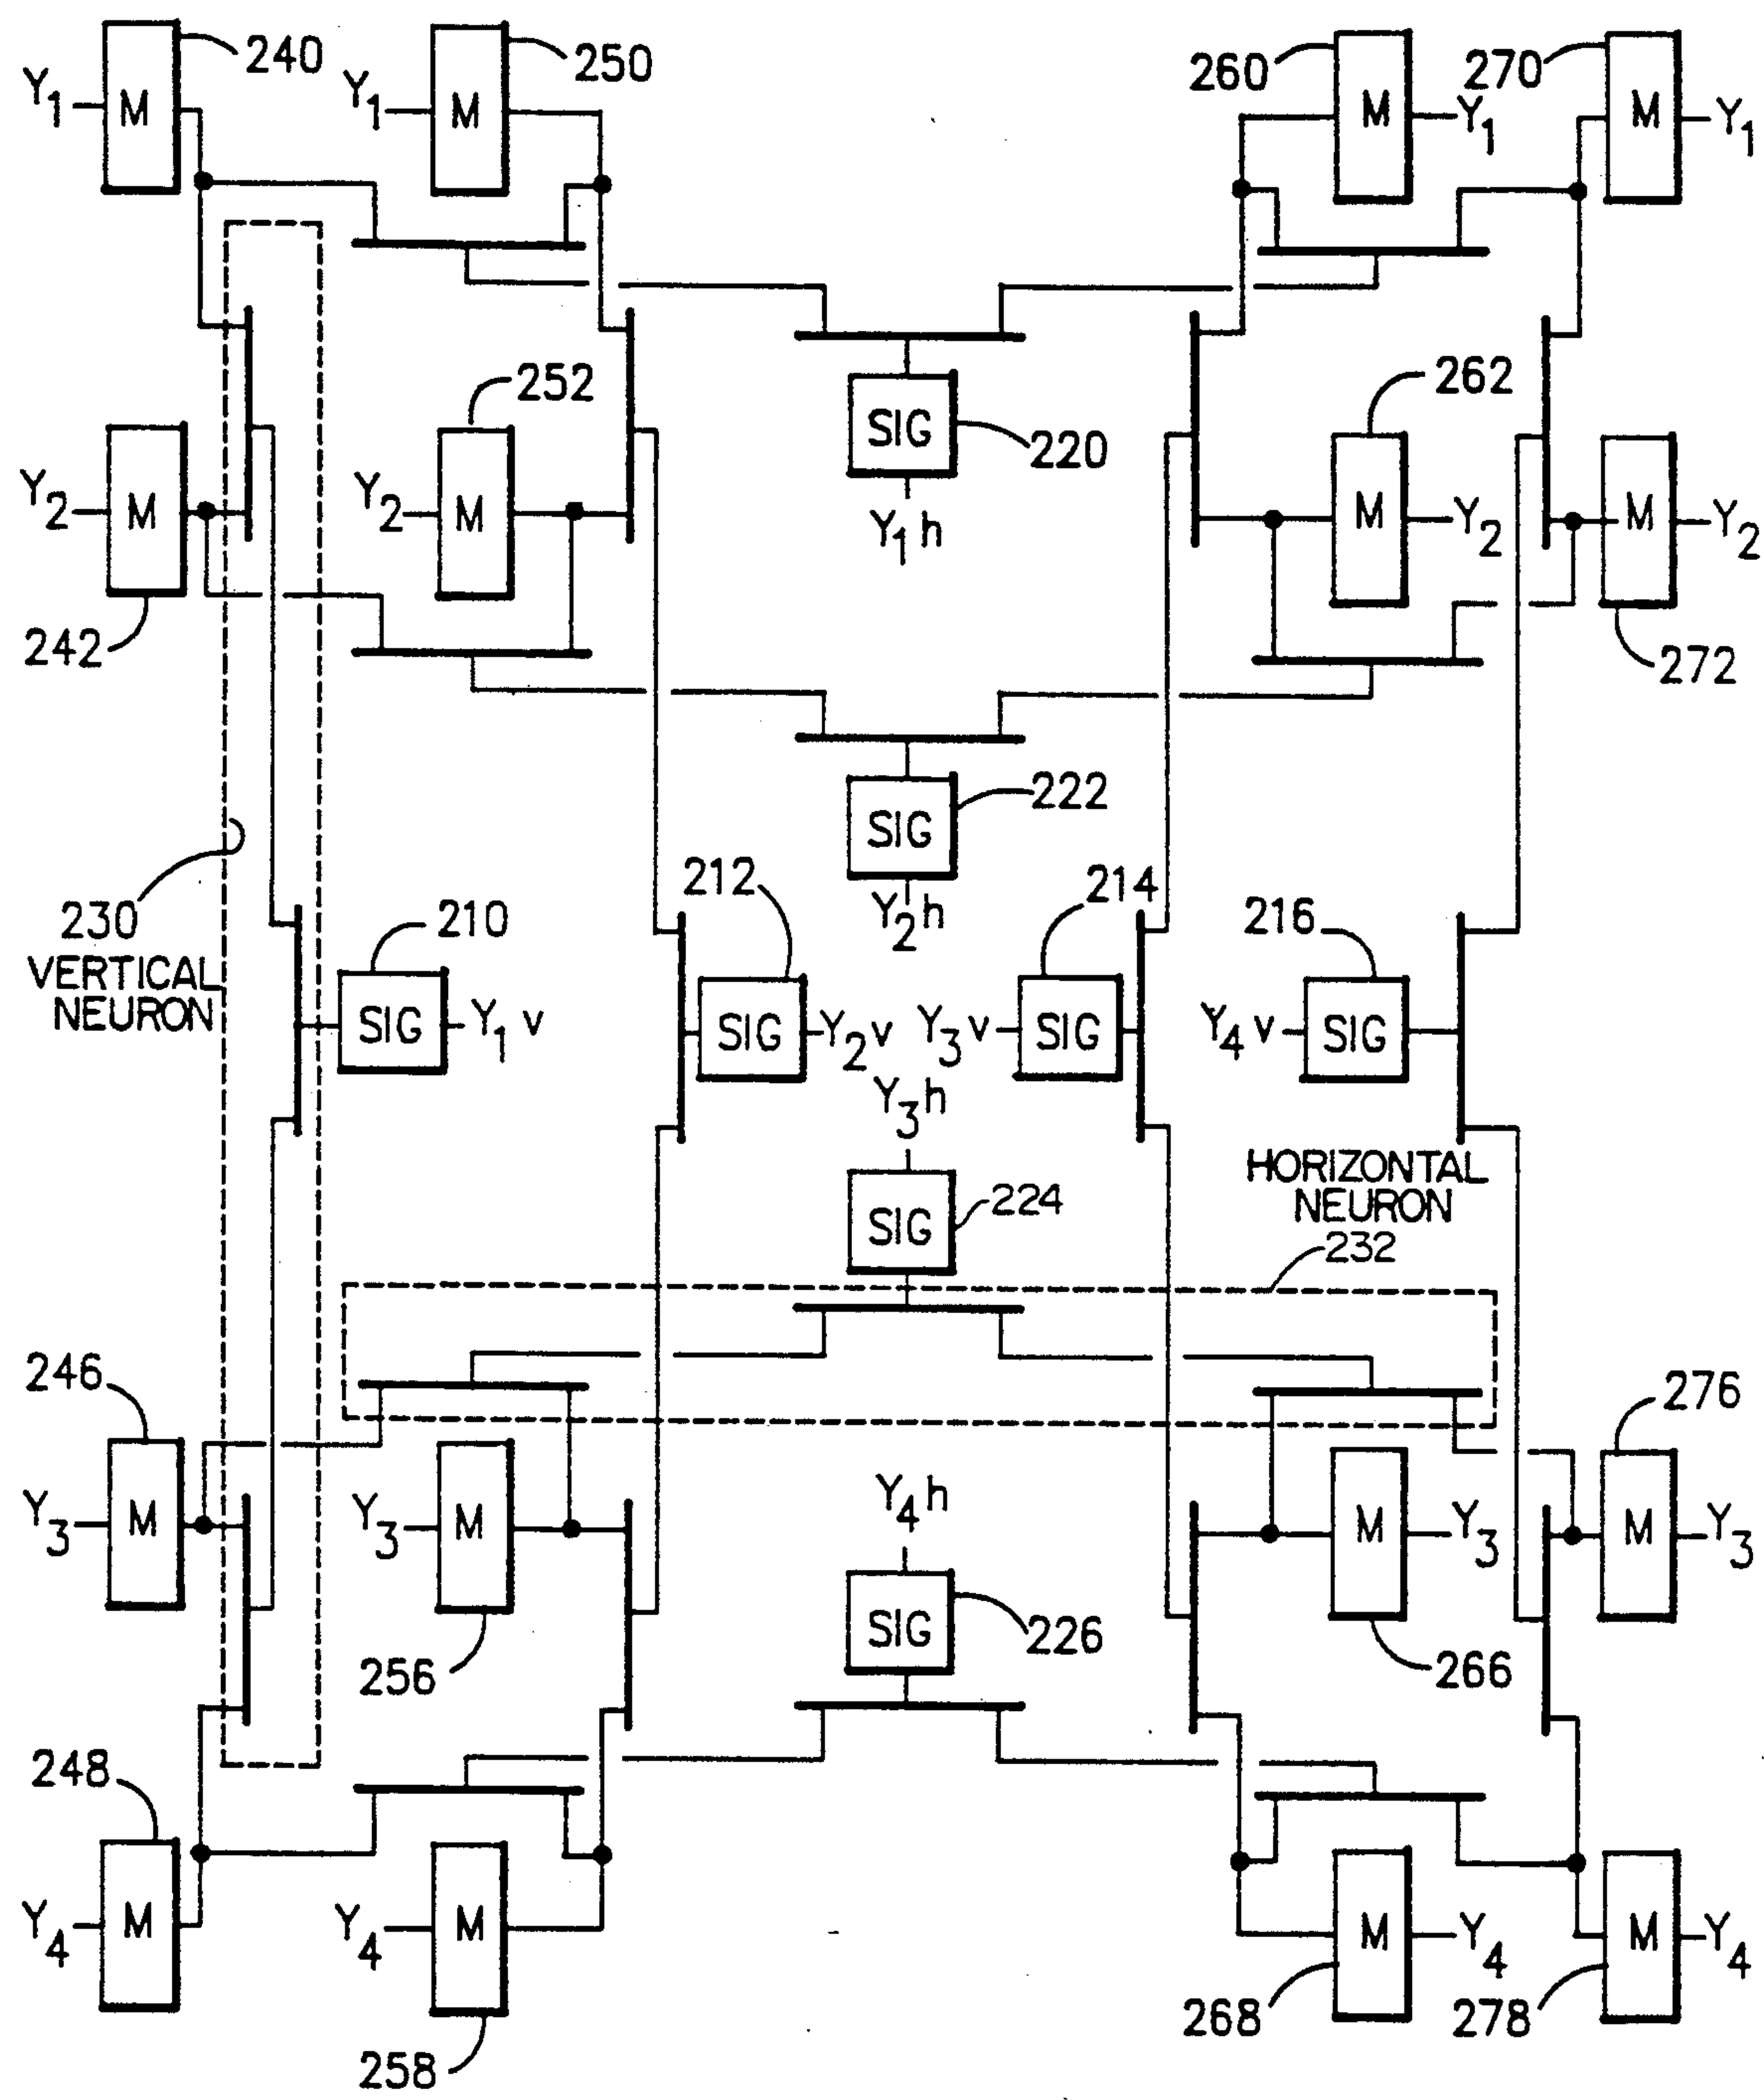 240
250
260
270
Y1
M
Y1
M
M
Y1
M
Y1
252
262
SIG
220
Y1h
Y2
M
Y2
M
M
Y2
M
Y2
242
272
SIG
222
Y2h
230
VERTICAL
NEURON
210
212
214
216
SIG
Y1 v
SIG
Y2v
Y3 v
SIG
Y4 v
SIG
Y3h
SIG
224
HORIZONTAL
NEURON
232
246
276
Y3
M
Y3
M
M
Y3
M
Y3
256
266
Y4h
SIG
226
248
Y4
M
Y4
M
M
Y4
M
Y4
258
268
278